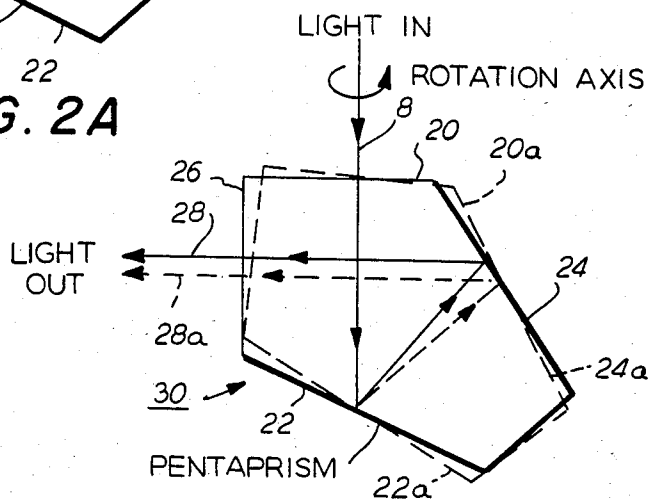 22
G. 2A
LIGHT IN
ROTATION AXIS
8
20
20a
26
28
LIGHT
OUT
28a
24
24a
30
22
PENTAPRISM
22a